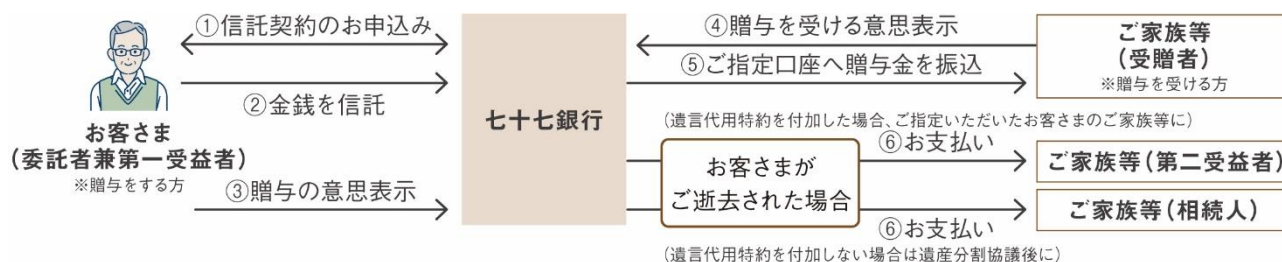 ①信託契約のお申込み
②金銭を信託
お客さま
(委託者兼第一受益者)
※贈与をする方
③贈与の意思表示
七十七銀行
④贈与を受ける意思表示
⑤ご指定口座へ贈与金を振込
ご家族等
(受贈者)
※贈与を受ける方
(遺言代用特約を付加した場合、ご指定いただいたお客さまのご家族等に)
お客さまが
ご逝去された場合
⑥お支払い
ご家族等(第二受益者)
⑥お支払い
ご家族等(相続人)
(遺言代用特約を付加しない場合は遺産分割協議後に)